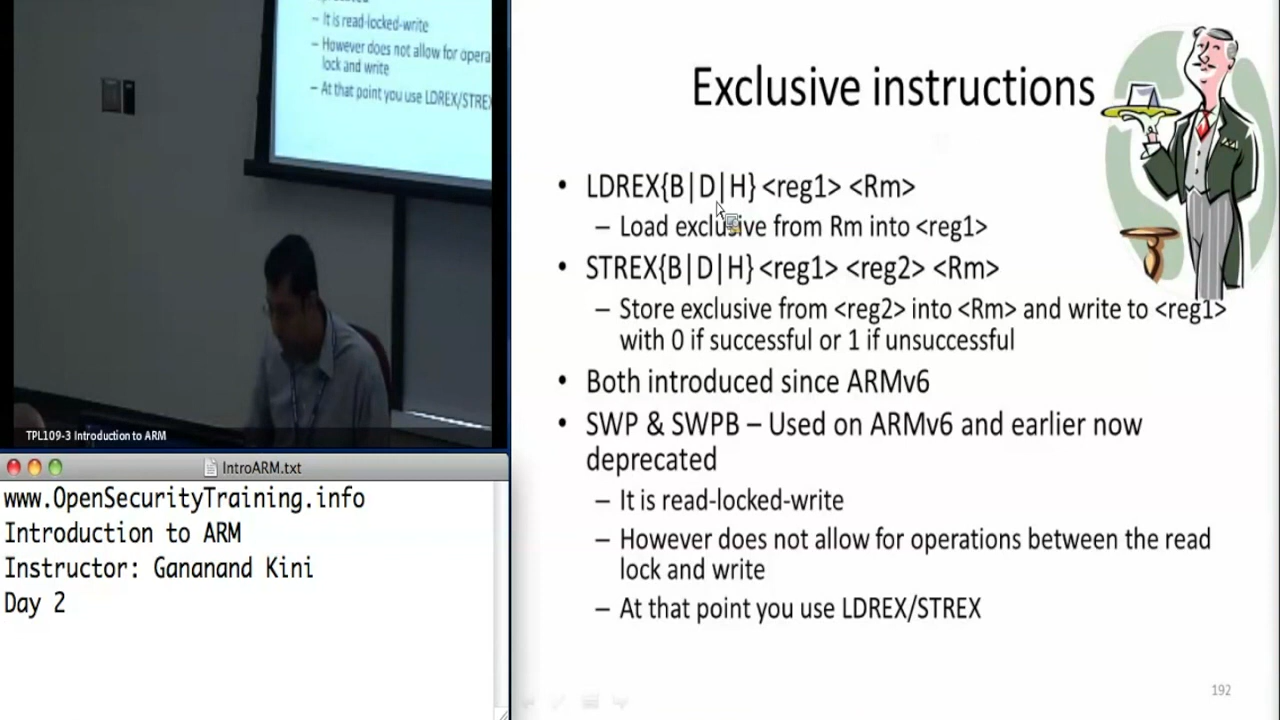 – It is read-locked-write
– However does not allow for opera
lock and write
– At that point you use LDREX/STREX
TPL109-3 Introduction to ARM
IntroARM.txt
www.OpenSecurityTraining.info
Introduction to ARM
Instructor: Gananand Kini
Day 2
Exclusive instructions
• LDREX{B|D|H} <reg1> <Rm>
– Load exclusive from Rm into <reg1>
• STREX{B|D|H} <reg1> <reg2> <Rm>
– Store exclusive from <reg2> into <Rm> and write to <reg1>
with 0 if successful or 1 if unsuccessful
• Both introduced since ARMv6
• SWP & SWPB – Used on ARMv6 and earlier now
deprecated
– It is read-locked-write
– However does not allow for operations between the read
lock and write
– At that point you use LDREX/STREX
192